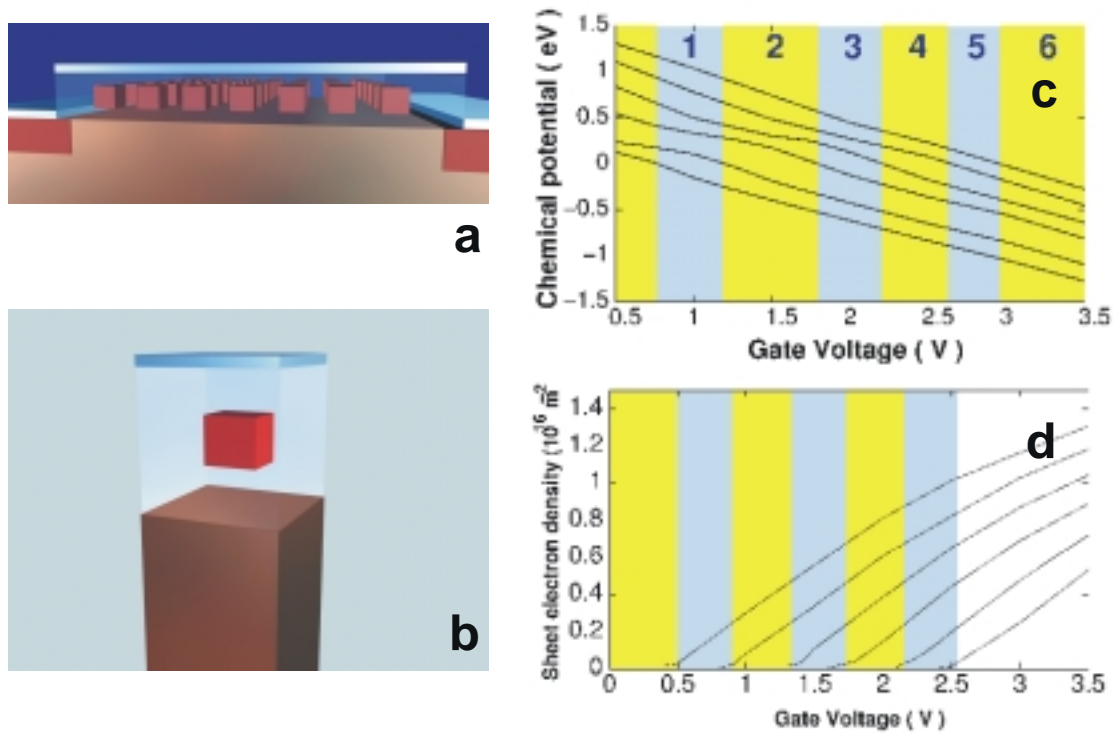 a
b
Chemical potential ( eV )
1.5
1
0.5
0
−0.5
−1
−1.5
1 2 3 4 5 6
c
0.5 1 1.5 2 2.5 3 3.5
Gate Voltage ( V )
Sheet electron density (10^16 m^-2
1.4
1.2
1
0.8
0.6
0.4
0.2
0
d
0 0.5 1 1.5 2 2.5 3 3.5
Gate Voltage ( V )